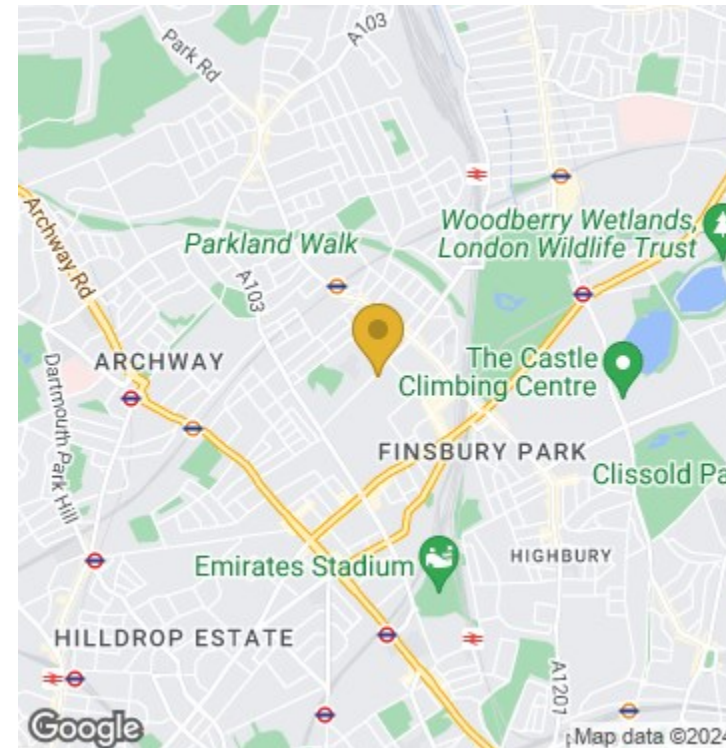 A103
Park Rd
Archway Rd
Woodberry Wetlands,
London Wildlife Trust
Parkland Walk
A103
ARCHWAY
The Castle
Climbing Centre
Dartmouth Park Hill
FINSBURY PARK
Clissold Pa
Emirates Stadium
HIGHBURY
HILLDROP ESTATE
A1201
Google
Map data ©2024